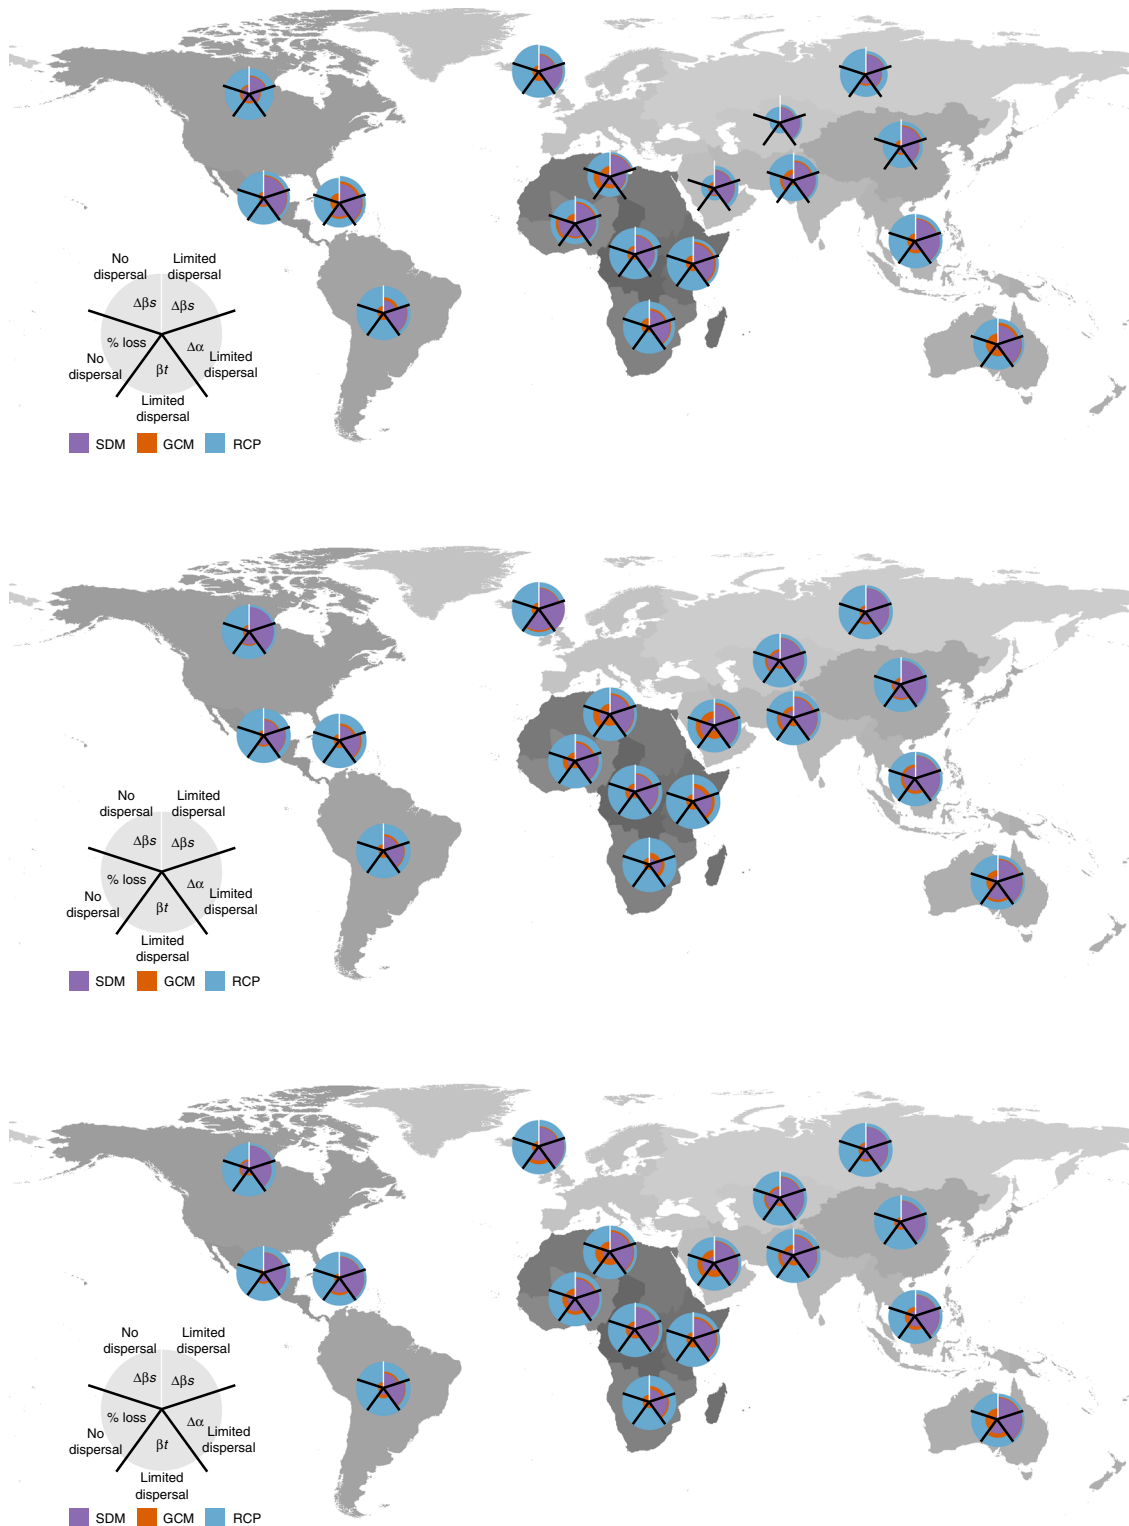 No
dispersal
Limited
dispersal
Δβs
Δβs
% loss
Δα
No
dispersal
βt
Limited
dispersal
Limited
dispersal
SDM
GCM
RCP
No
dispersal
Limited
dispersal
Δβs
Δβs
% loss
Δα
No
dispersal
βt
Limited
dispersal
Limited
dispersal
SDM
GCM
RCP
No
dispersal
Limited
dispersal
Δβs
Δβs
% loss
Δα
No
dispersal
βt
Limited
dispersal
Limited
dispersal
SDM
GCM
RCP